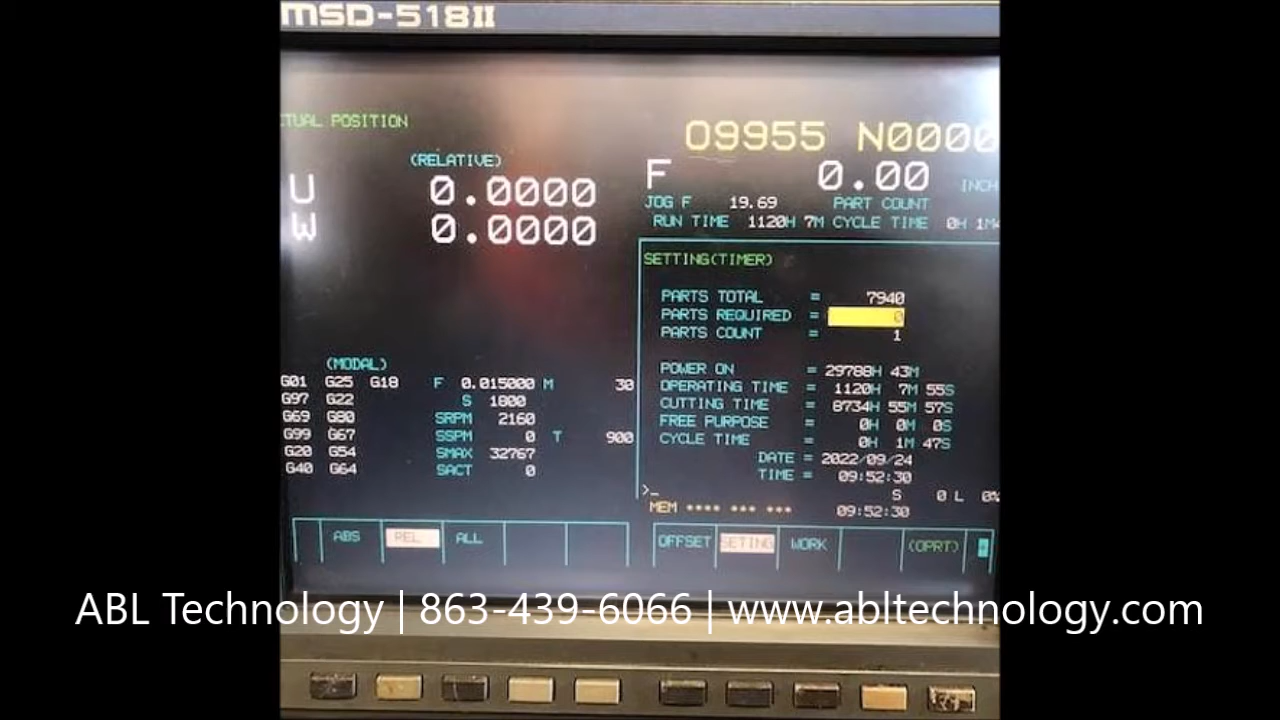 MSD-518II
CTUAL POSITION
(RELATIVE)
U 0.0000
W 0.0000
(MODAL)
G01 G25 G18 F 0.015000 M 30
G97 G22 S 1800
G69 G80 SRPM 2160
G99 G67 SSPM 0 T 900
G20 G54 SMAX 32767
G40 G64 SACT 0
ABS REL ALL
O9955 N0000
F 0.00 INCH
JOG F 19.69 PART COUNT
RUN TIME 1120H 7M CYCLE TIME 0H 1M
SETTING(TIMER)
PARTS TOTAL = 7940
PARTS REQUIRED = 0
PARTS COUNT = 1
POWER ON = 29788H 43M
OPERATING TIME = 1120H 7M 55S
CUTTING TIME = 8734H 55M 57S
FREE PURPOSE = 0H 0M 0S
CYCLE TIME = 0H 1M 47S
DATE = 2022/09/24
TIME = 09:52:30
>_
S 0 L 0%
MEM **** *** *** 09:52:30
OFFSET SETING WORK (OPRT) +
ABL Technology | 863-439-6066 | www.abltechnology.com